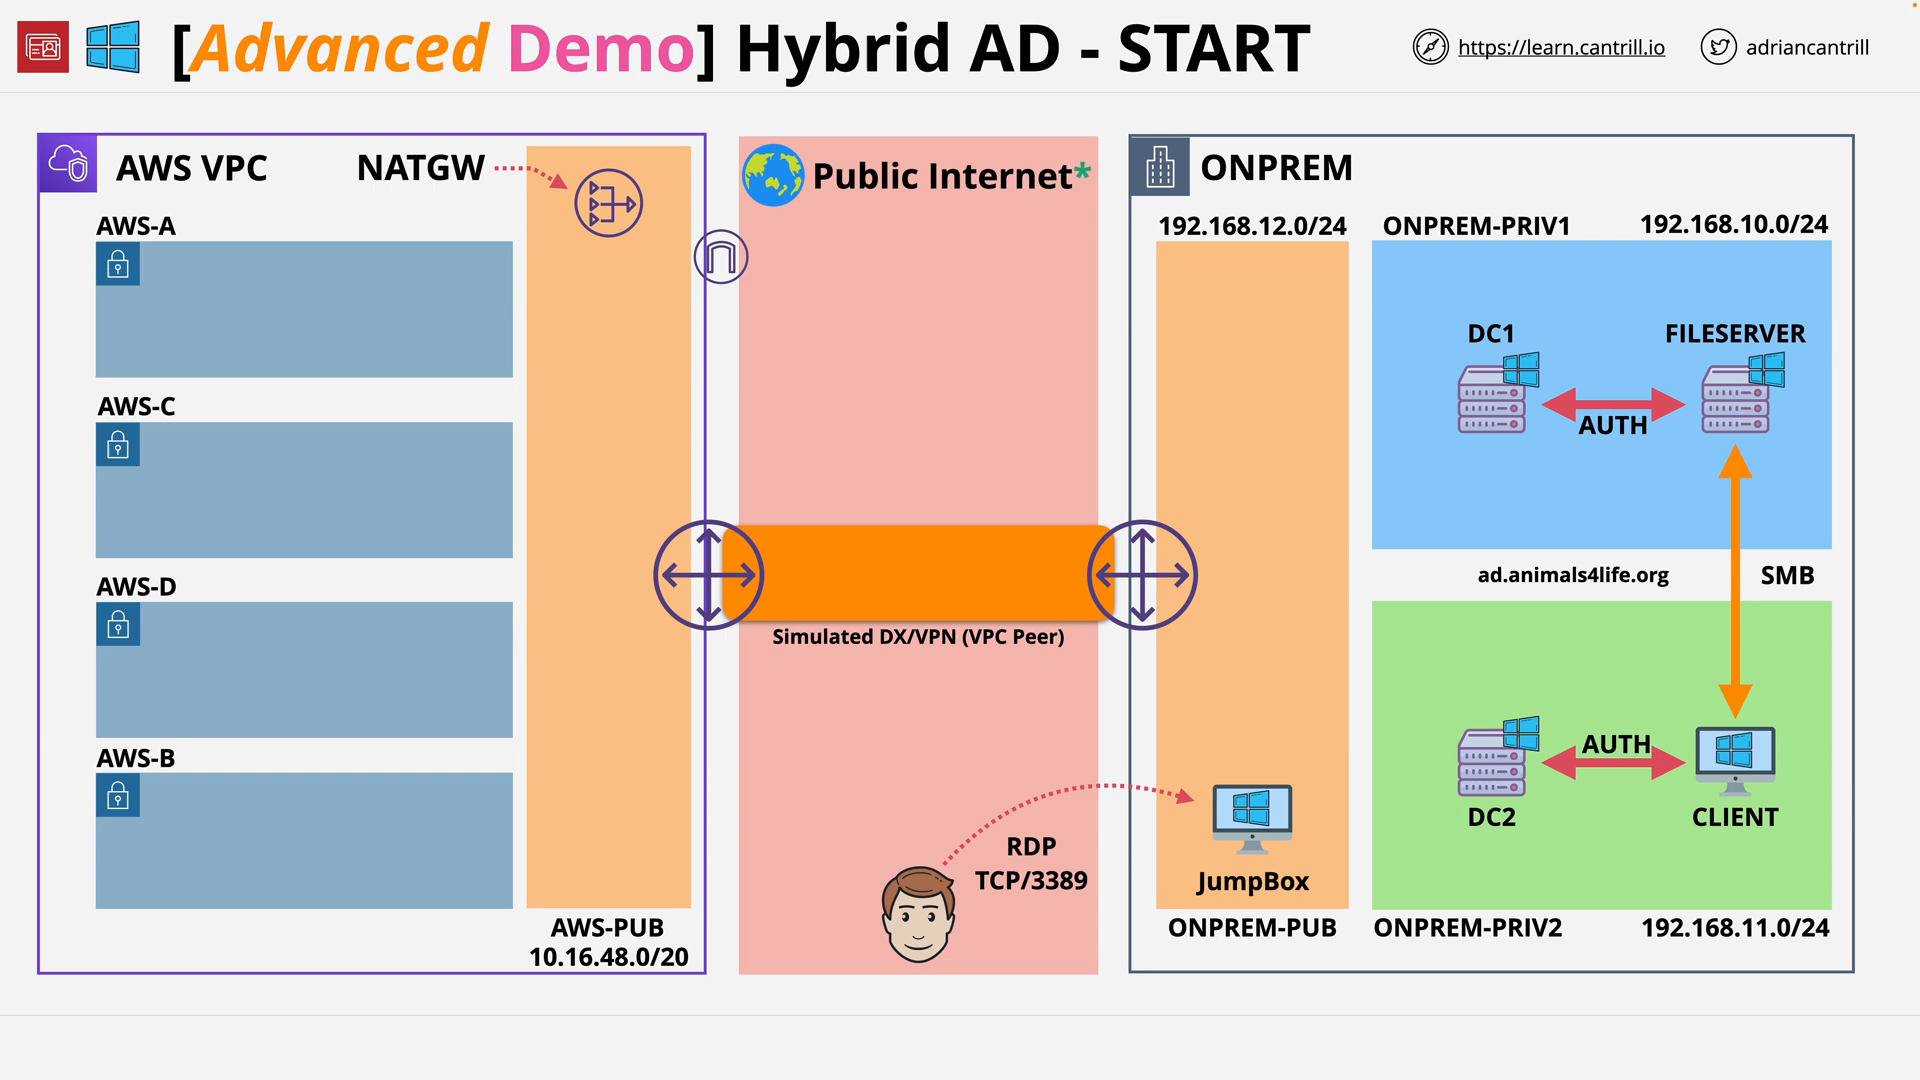 [Advanced Demo] Hybrid AD - START
https://learn.cantrill.io
adriancantrill
AWS VPC
NATGW
AWS-A
AWS-C
AWS-D
AWS-B
AWS-PUB
10.16.48.0/20
Public Internet*
Simulated DX/VPN (VPC Peer)
RDP
TCP/3389
ONPREM
192.168.12.0/24
JumpBox
ONPREM-PUB
ONPREM-PRIV1
192.168.10.0/24
DC1
FILESERVER
AUTH
ad.animals4life.org
SMB
AUTH
DC2
CLIENT
ONPREM-PRIV2
192.168.11.0/24